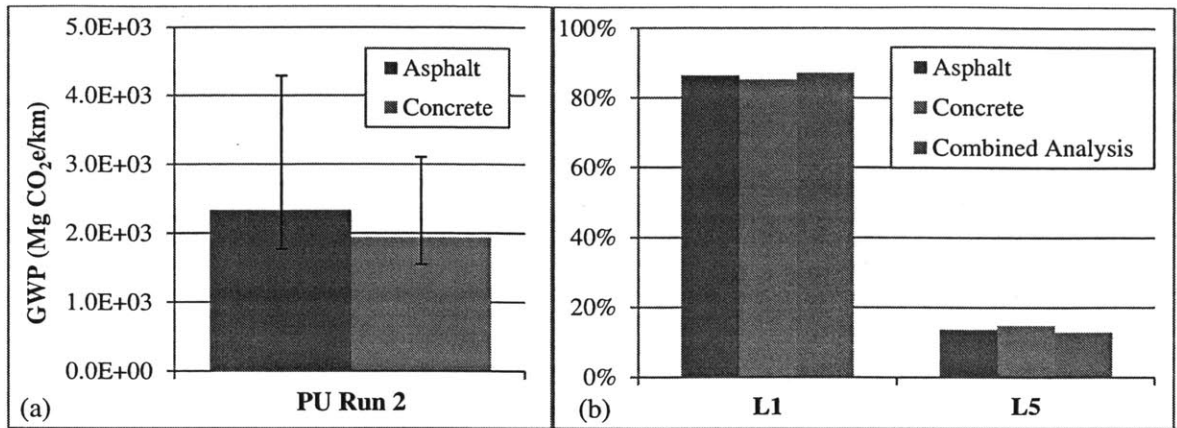 5.0E+03
4.0E+03
3.0E+03
2.0E+03
1.0E+03
0.0E+00
GWP (Mg CO₂e/km)
Asphalt
Concrete
(a)
PU Run 2
100%
80%
60%
40%
20%
0%
Asphalt
Concrete
Combined Analysis
(b)
L1
L5